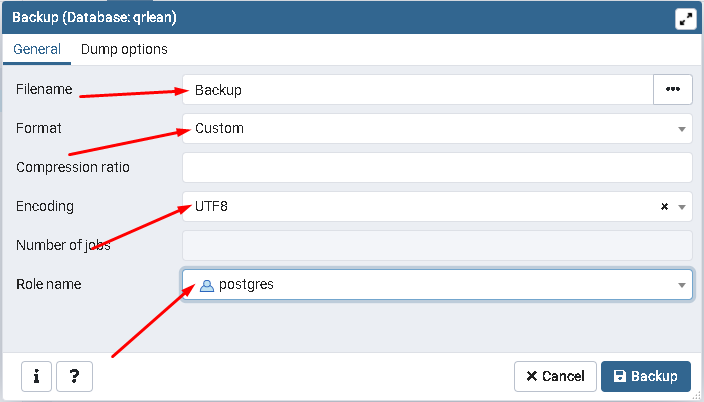 Backup (Database: qrlean)
General Dump options
Filename Backup •••
Format Custom
Compression ratio
Encoding UTF8 ×
Number of jobs
Role name postgres
i ? × Cancel Backup